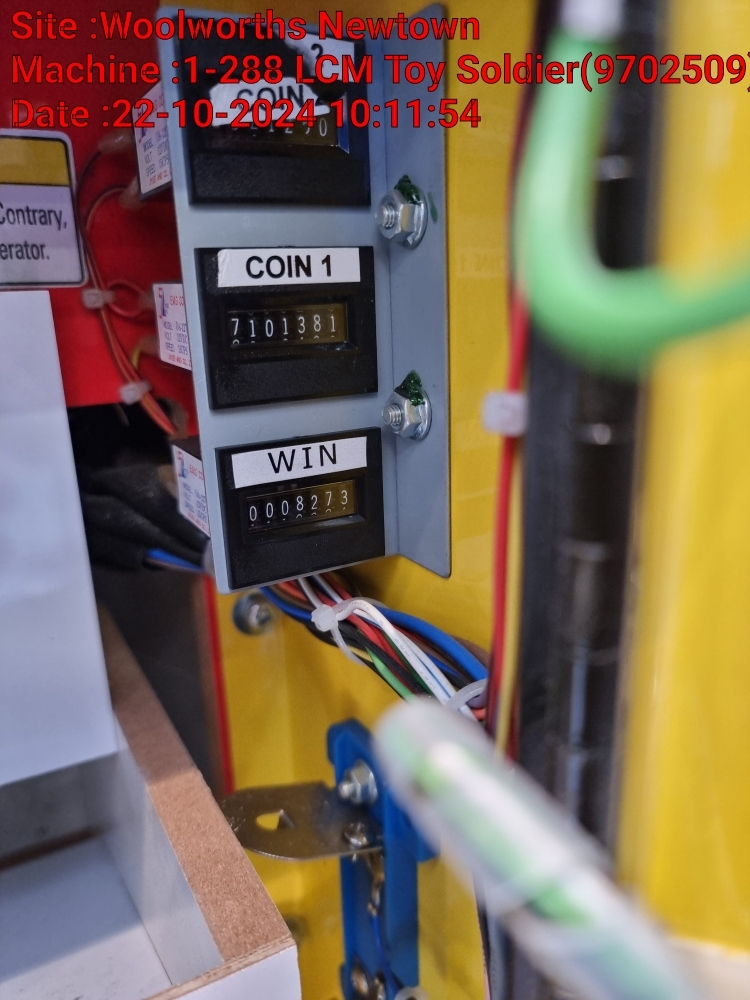 Site :Woolworths Newtown
Machine :1-288 LCM Toy Soldier(9702509)
Date :22-10-2024 10:11:54
2
COIN
Contrary,
erator.
COIN 1
7101381
WIN
0008273